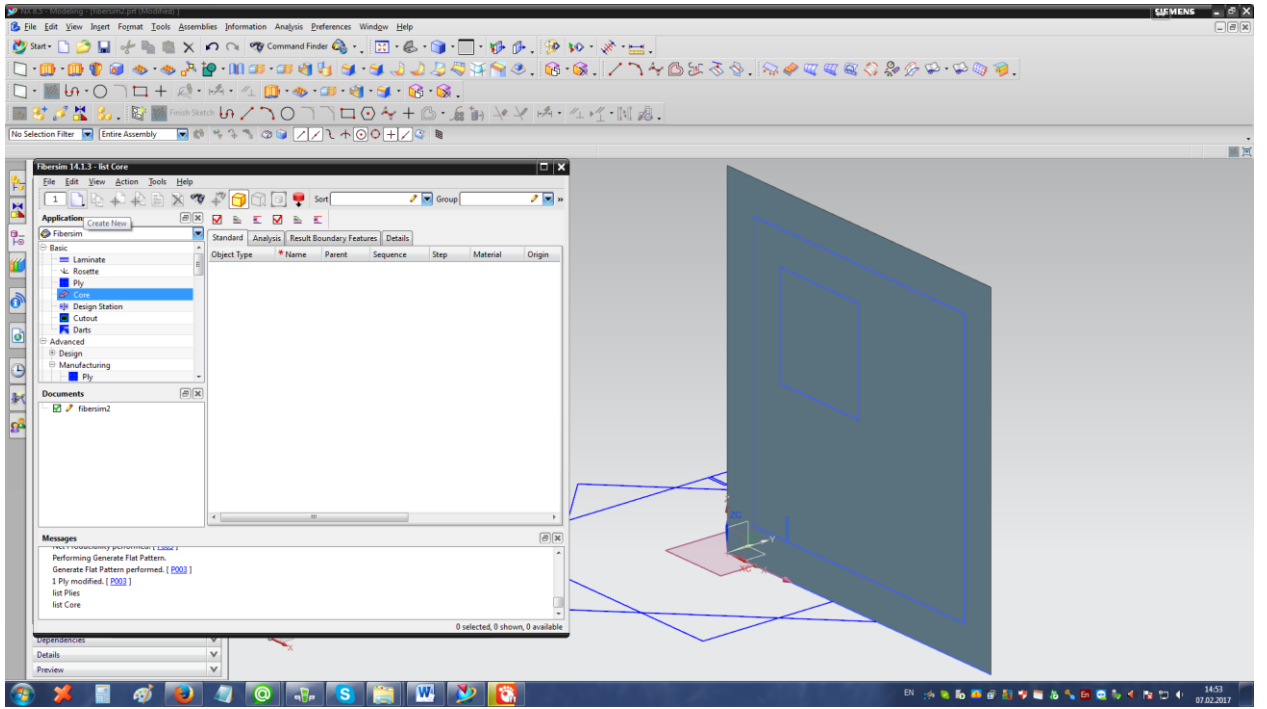 NX 8.5 - Modeling - [fibersim2.prt (Modified) ]
SIEMENS
File Edit View Insert Format Tools Assemblies Information Analysis Preferences Window Help
Start Command Finder
Finish Sketch
No Selection Filter Entire Assembly
Fibersim 14.1.3 - list Core
File Edit View Action Tools Help
1 Sort Group »
Application
Create New
Fibersim
Standard Analysis Result Boundary Features Details
Object Type * Name Parent Sequence Step Material Origin
Basic
Laminate
Rosette
Ply
Core
Design Station
Cutout
Darts
Advanced
Design
Manufacturing
Ply
Documents
fibersim2
Messages
Net Producibility performed. [ P003 ]
Performing Generate Flat Pattern.
Generate Flat Pattern performed. [ P003 ]
1 Ply modified. [ P003 ]
list Plies
list Core
0 selected, 0 shown, 0 available
Dependencies
Details
Preview
ZC
Y
XC X
X
EN 14:53
07.02.2017